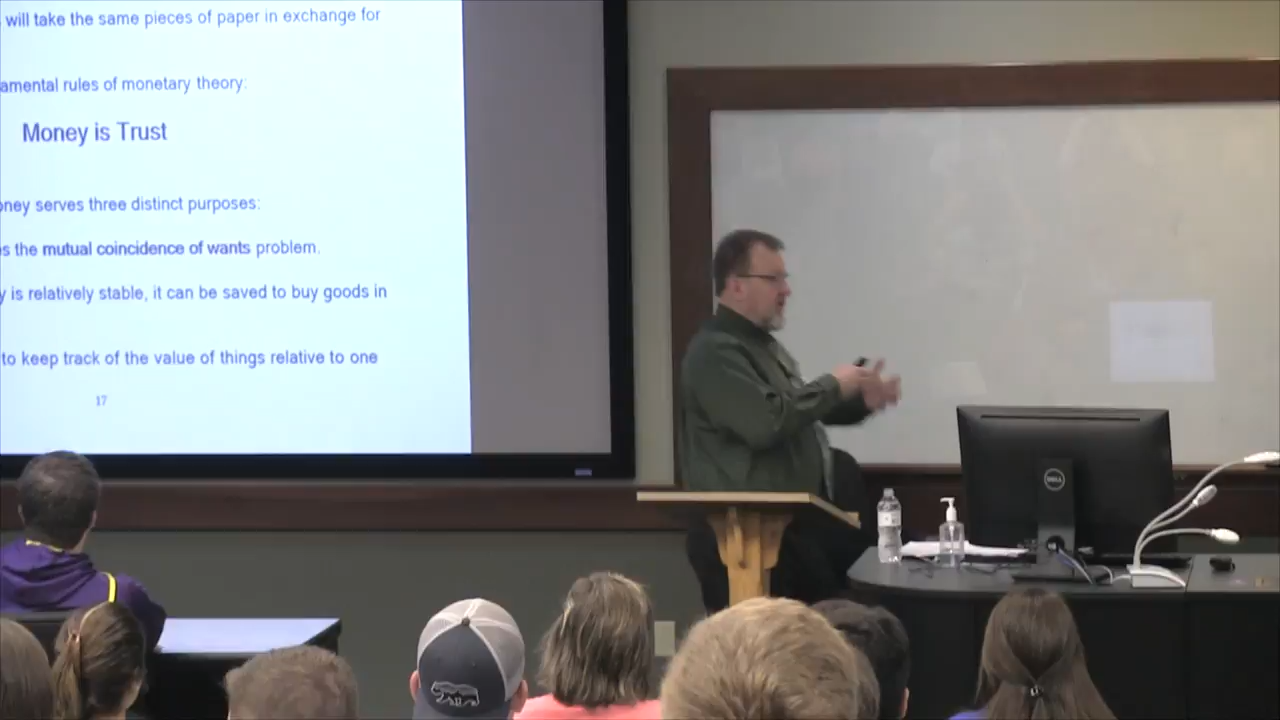 will take the same pieces of paper in exchange for
amental rules of monetary theory:
Money is Trust
oney serves three distinct purposes:
s the mutual coincidence of wants problem.
y is relatively stable, it can be saved to buy goods in
to keep track of the value of things relative to one
17
DELL